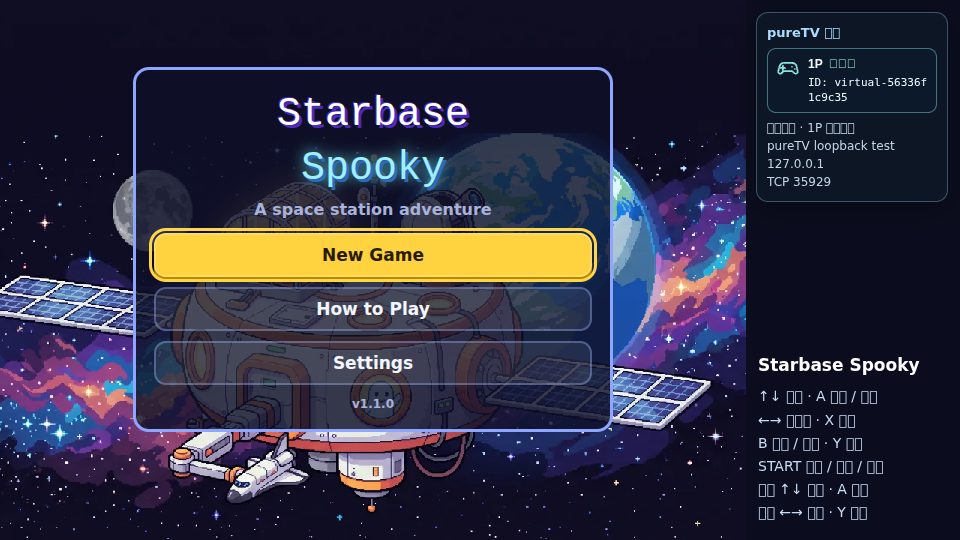 Starbase
Spooky
A space station adventure
New Game
How to Play
Settings
v1.1.0
pureTV
1P
ID: virtual-56336f
1c9c35
· 1P
pureTV loopback test
127.0.0.1
TCP 35929
Starbase Spooky
↑↓ · A /
←→ · X
B / · Y
START / /
↑↓ · A
←→ · Y